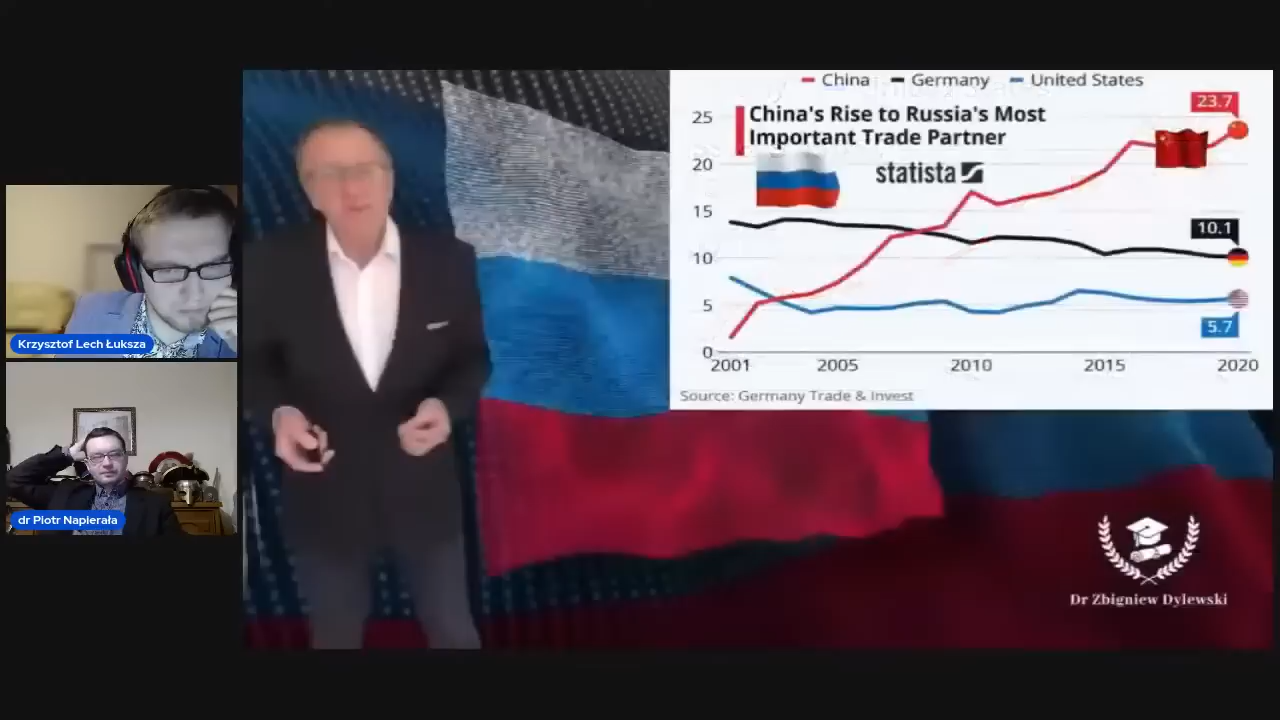 China Germany United States
China's Rise to Russia's Most
Important Trade Partner
statista
25
20
15
10
5
0
23.7
10.1
5.7
2001 2005 2010 2015 2020
Source: Germany Trade & Invest
Krzysztof Lech Łuksza
dr Piotr Napierała
Dr Zbigniew Dylewski